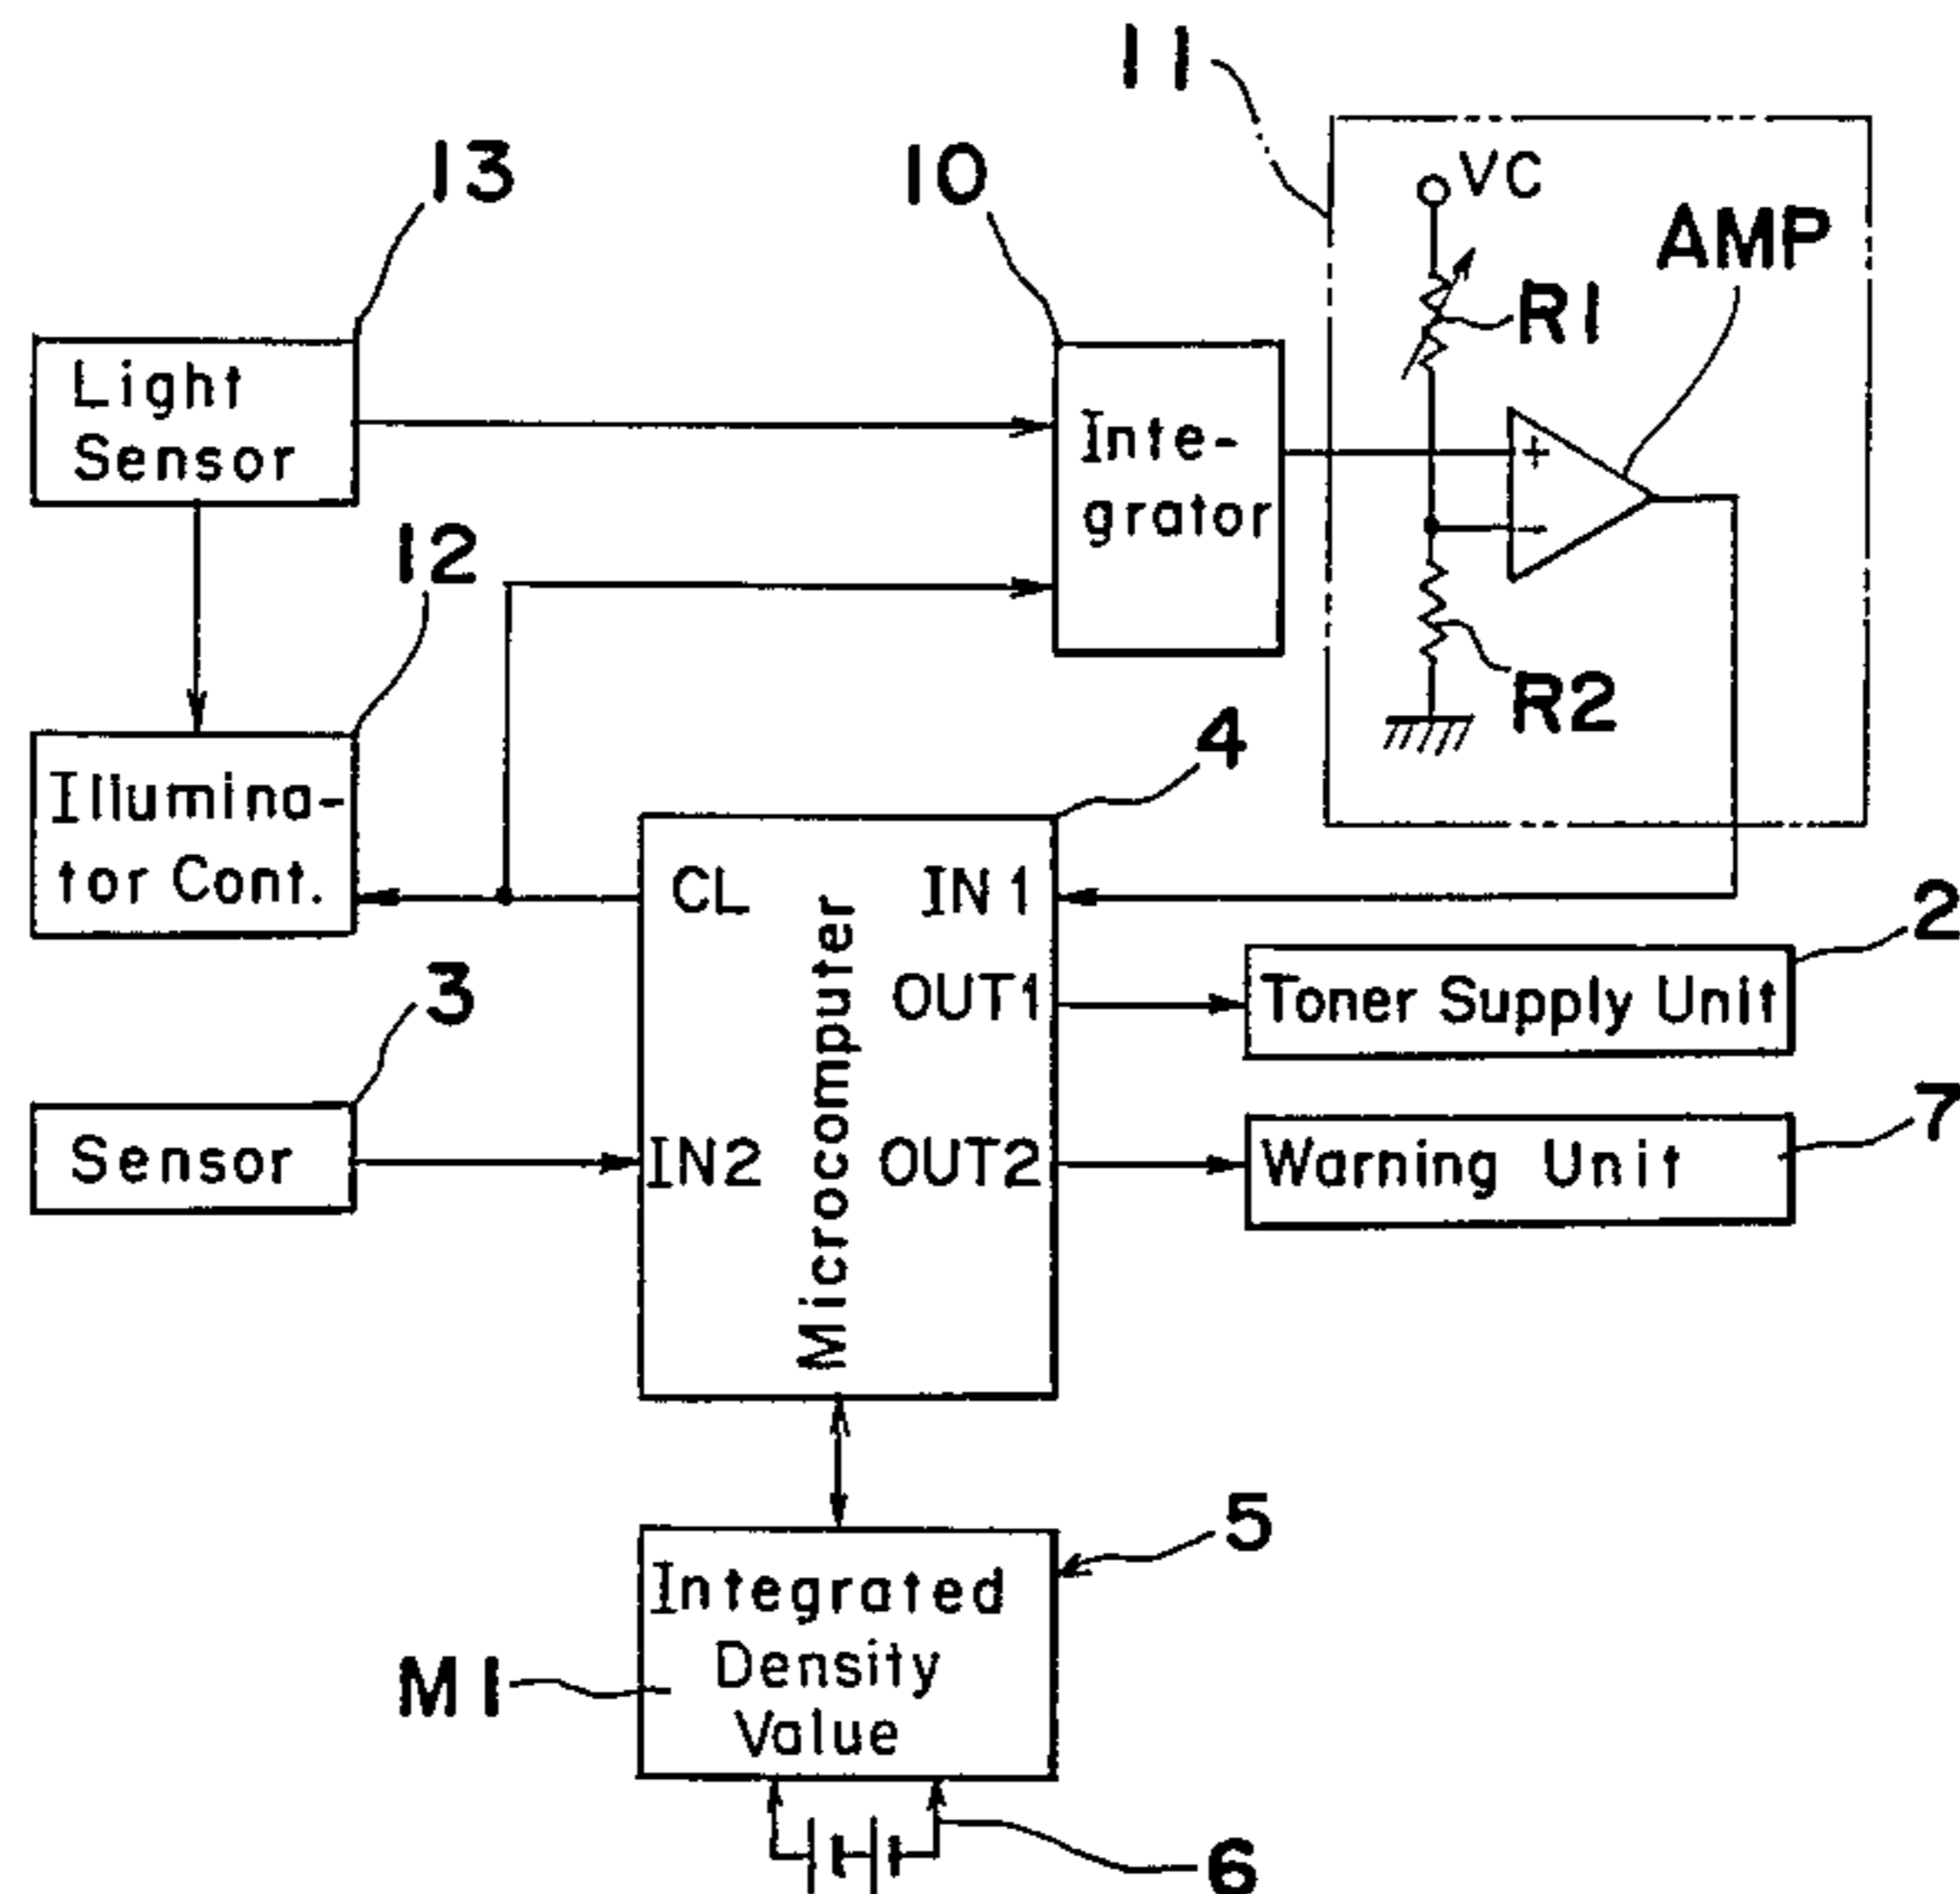 11
13
10
VC
AMP
R1
Light
Sensor
Inte-
grator
12
R2
4
Illumina-
tor Cont.
CL
IN1
2
3
Microcomputer
OUT1
Toner Supply Unit
7
Sensor
IN2
OUT2
Warning Unit
5
Integrated
Density
Value
M1
6